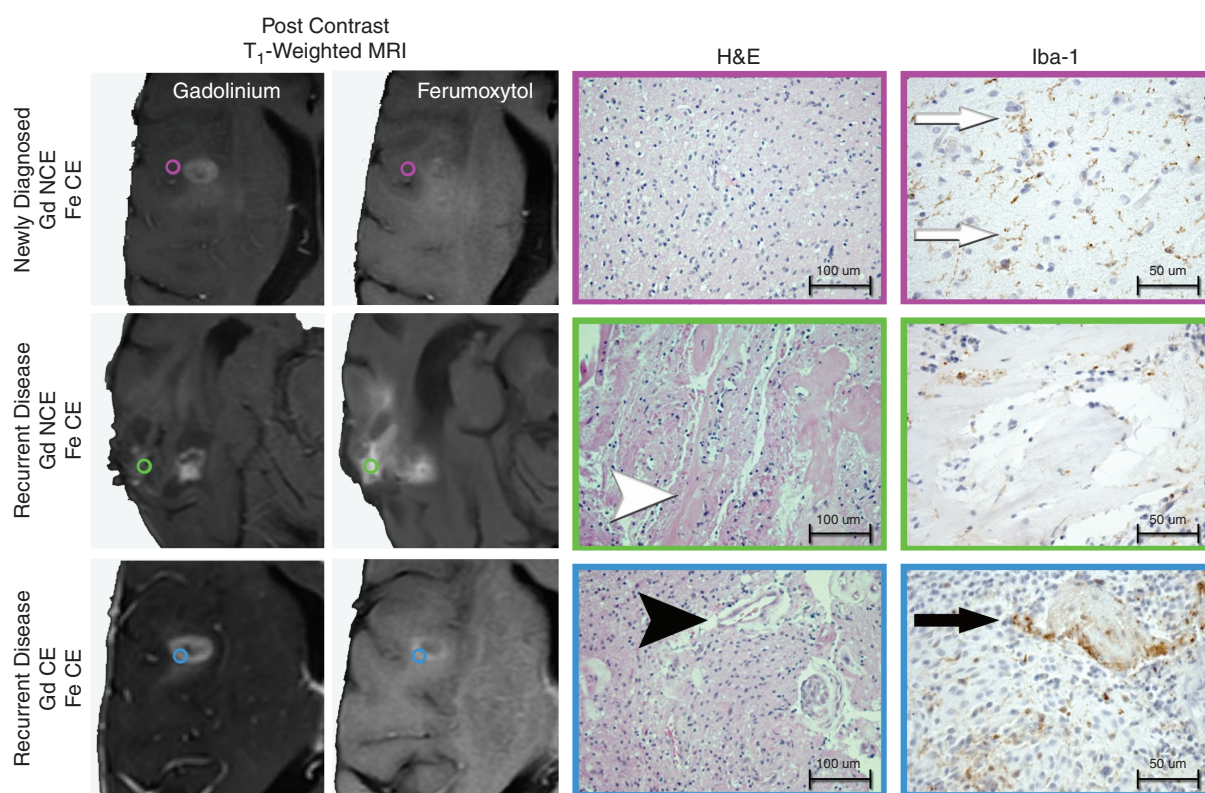 Post Contrast
T1-Weighted MRI
H&E
Iba-1
Gadolinium
Ferumoxytol
Newly Diagnosed
Gd NCE
Fe CE
100 um
50 um
Recurrent Disease
Gd NCE
Fe CE
100 um
50 um
Recurrent Disease
Gd CE
Fe CE
100 um
50 um